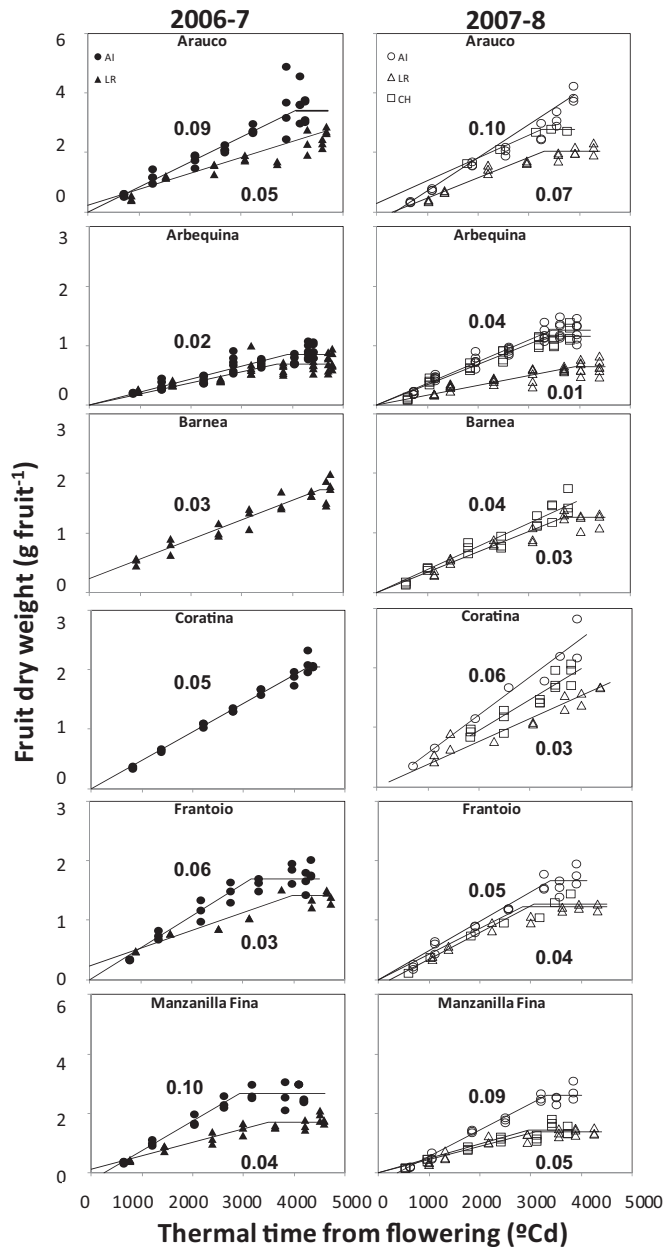 2006-7
2007-8
Arauco
Arauco
AI
LR
AI
LR
CH
6
4
2
0
0.09
0.05
0.10
0.07
Arbequina
Arbequina
3
2
1
0
0.02
0.04
0.01
Barnea
Barnea
3
2
1
0
0.03
0.04
0.03
Coratina
Coratina
3
2
1
0
0.05
0.06
0.03
Frantoio
Frantoio
3
2
1
0
0.06
0.03
0.05
0.04
Manzanilla Fina
Manzanilla Fina
6
4
2
0
0.10
0.04
0.09
0.05
0 1000 2000 3000 4000 5000
0 1000 2000 3000 4000 5000
Fruit dry weight (g fruit⁻¹)
Thermal time from flowering (ºCd)